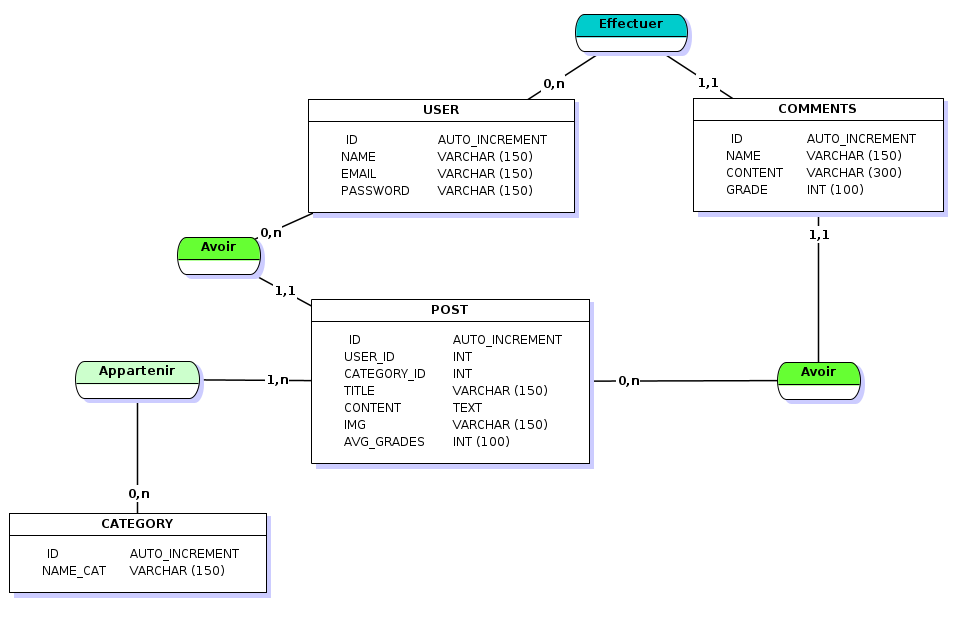 Effectuer
0,n
1,1
USER
ID AUTO_INCREMENT
NAME VARCHAR (150)
EMAIL VARCHAR (150)
PASSWORD VARCHAR (150)
COMMENTS
ID AUTO_INCREMENT
NAME VARCHAR (150)
CONTENT VARCHAR (300)
GRADE INT (100)
0,n
Avoir
1,1
1,1
POST
ID AUTO_INCREMENT
USER_ID INT
CATEGORY_ID INT
TITLE VARCHAR (150)
CONTENT TEXT
IMG VARCHAR (150)
AVG_GRADES INT (100)
Appartenir
1,n
0,n
Avoir
0,n
CATEGORY
ID AUTO_INCREMENT
NAME_CAT VARCHAR (150)